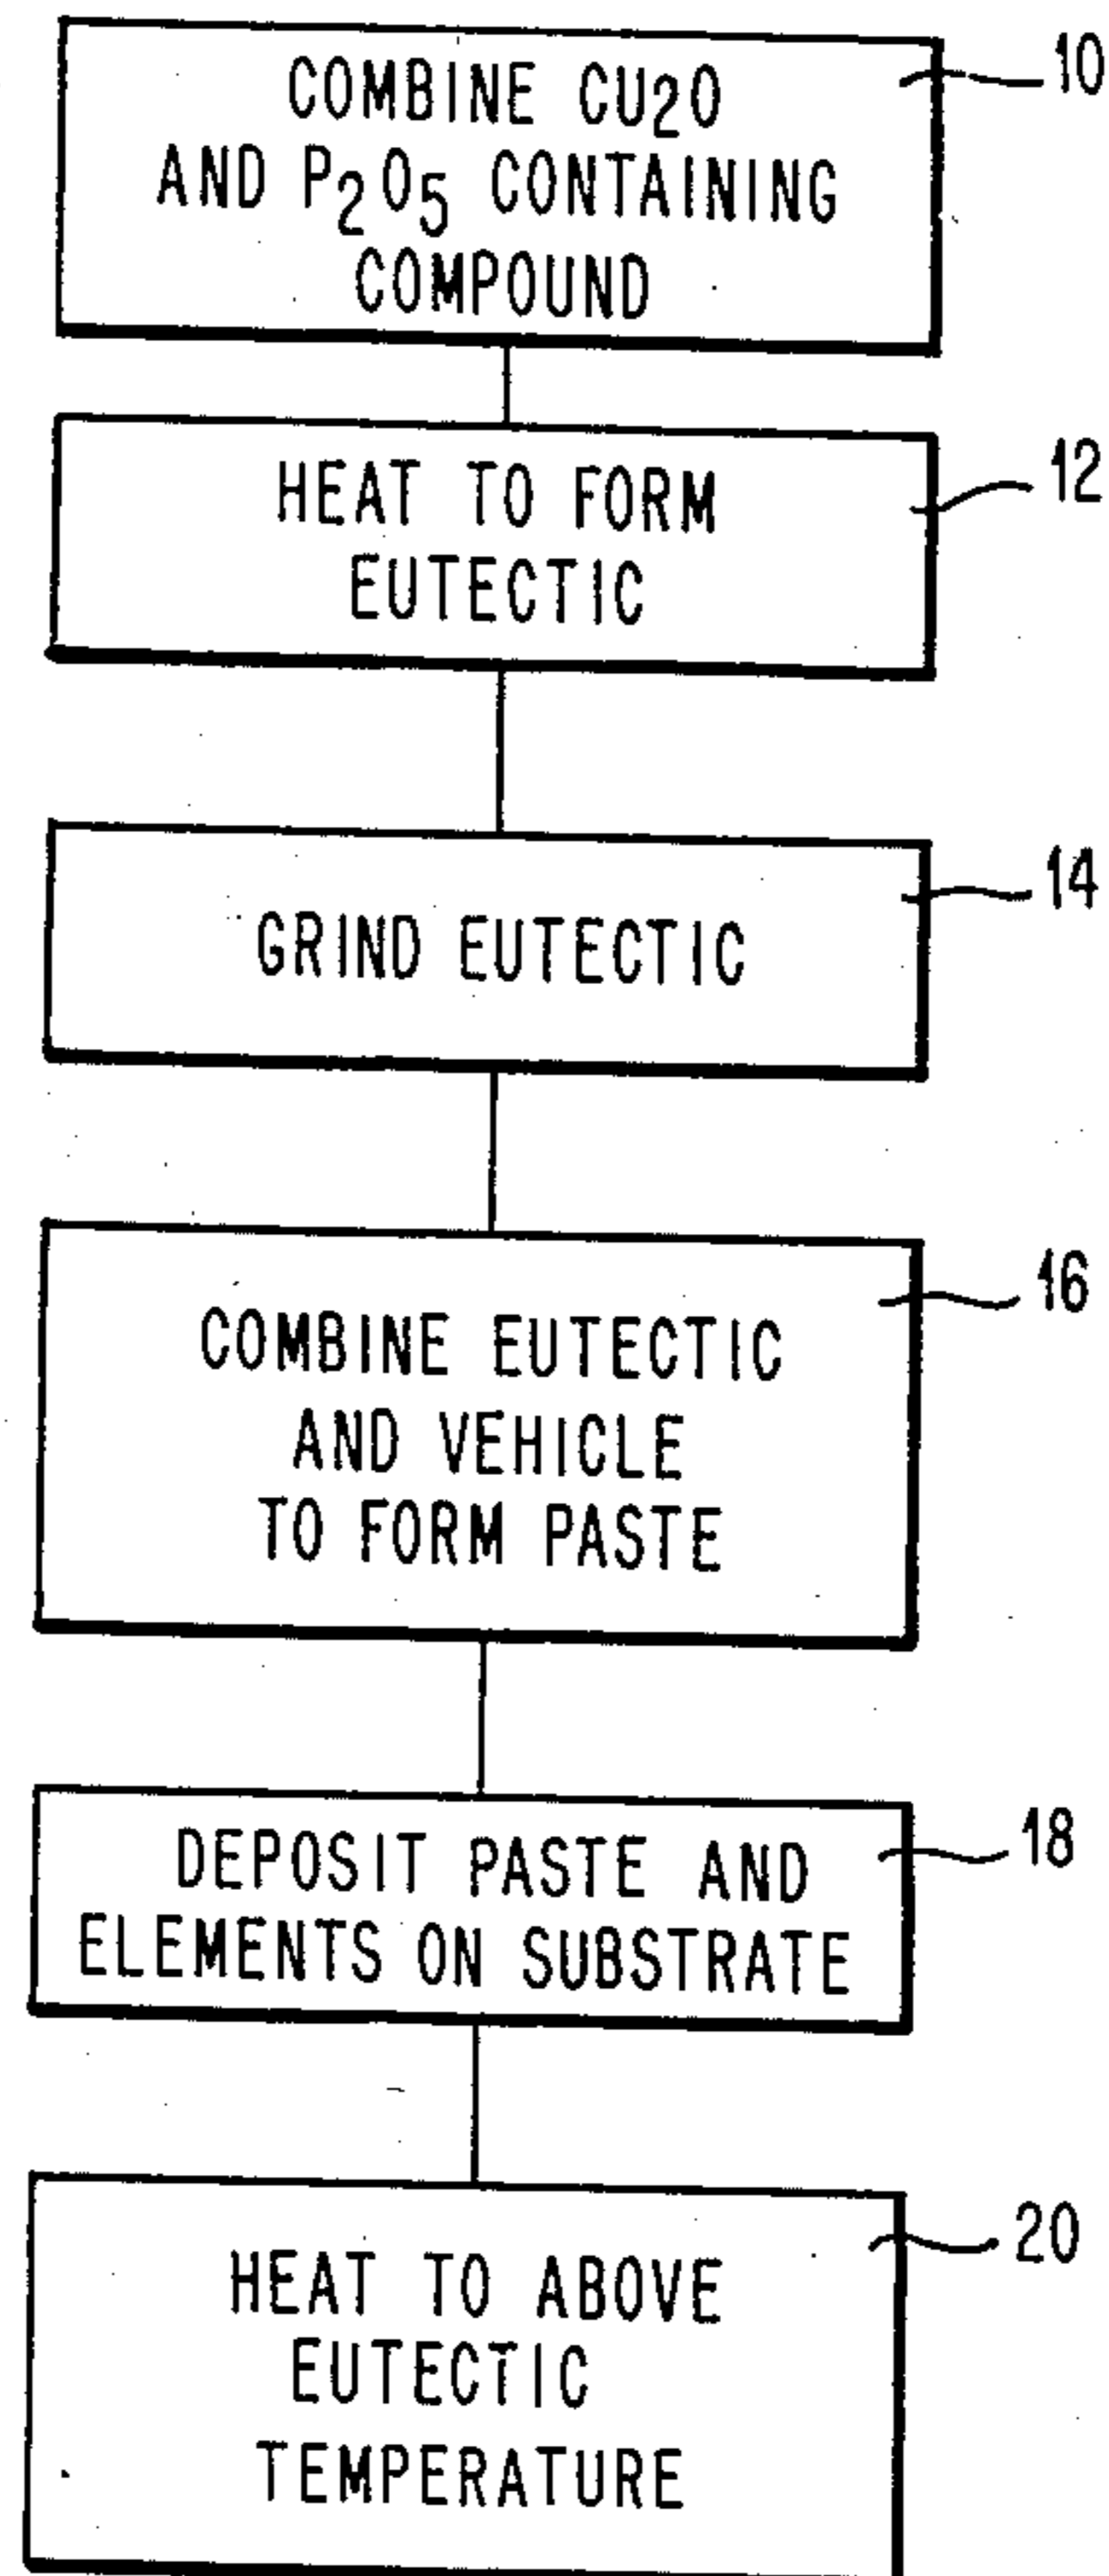 COMBINE CU2O
AND P2O5 CONTAINING
COMPOUND
10
HEAT TO FORM
EUTECTIC
12
GRIND EUTECTIC
14
COMBINE EUTECTIC
AND VEHICLE
TO FORM PASTE
16
DEPOSIT PASTE AND
ELEMENTS ON SUBSTRATE
18
HEAT TO ABOVE
EUTECTIC
TEMPERATURE
20